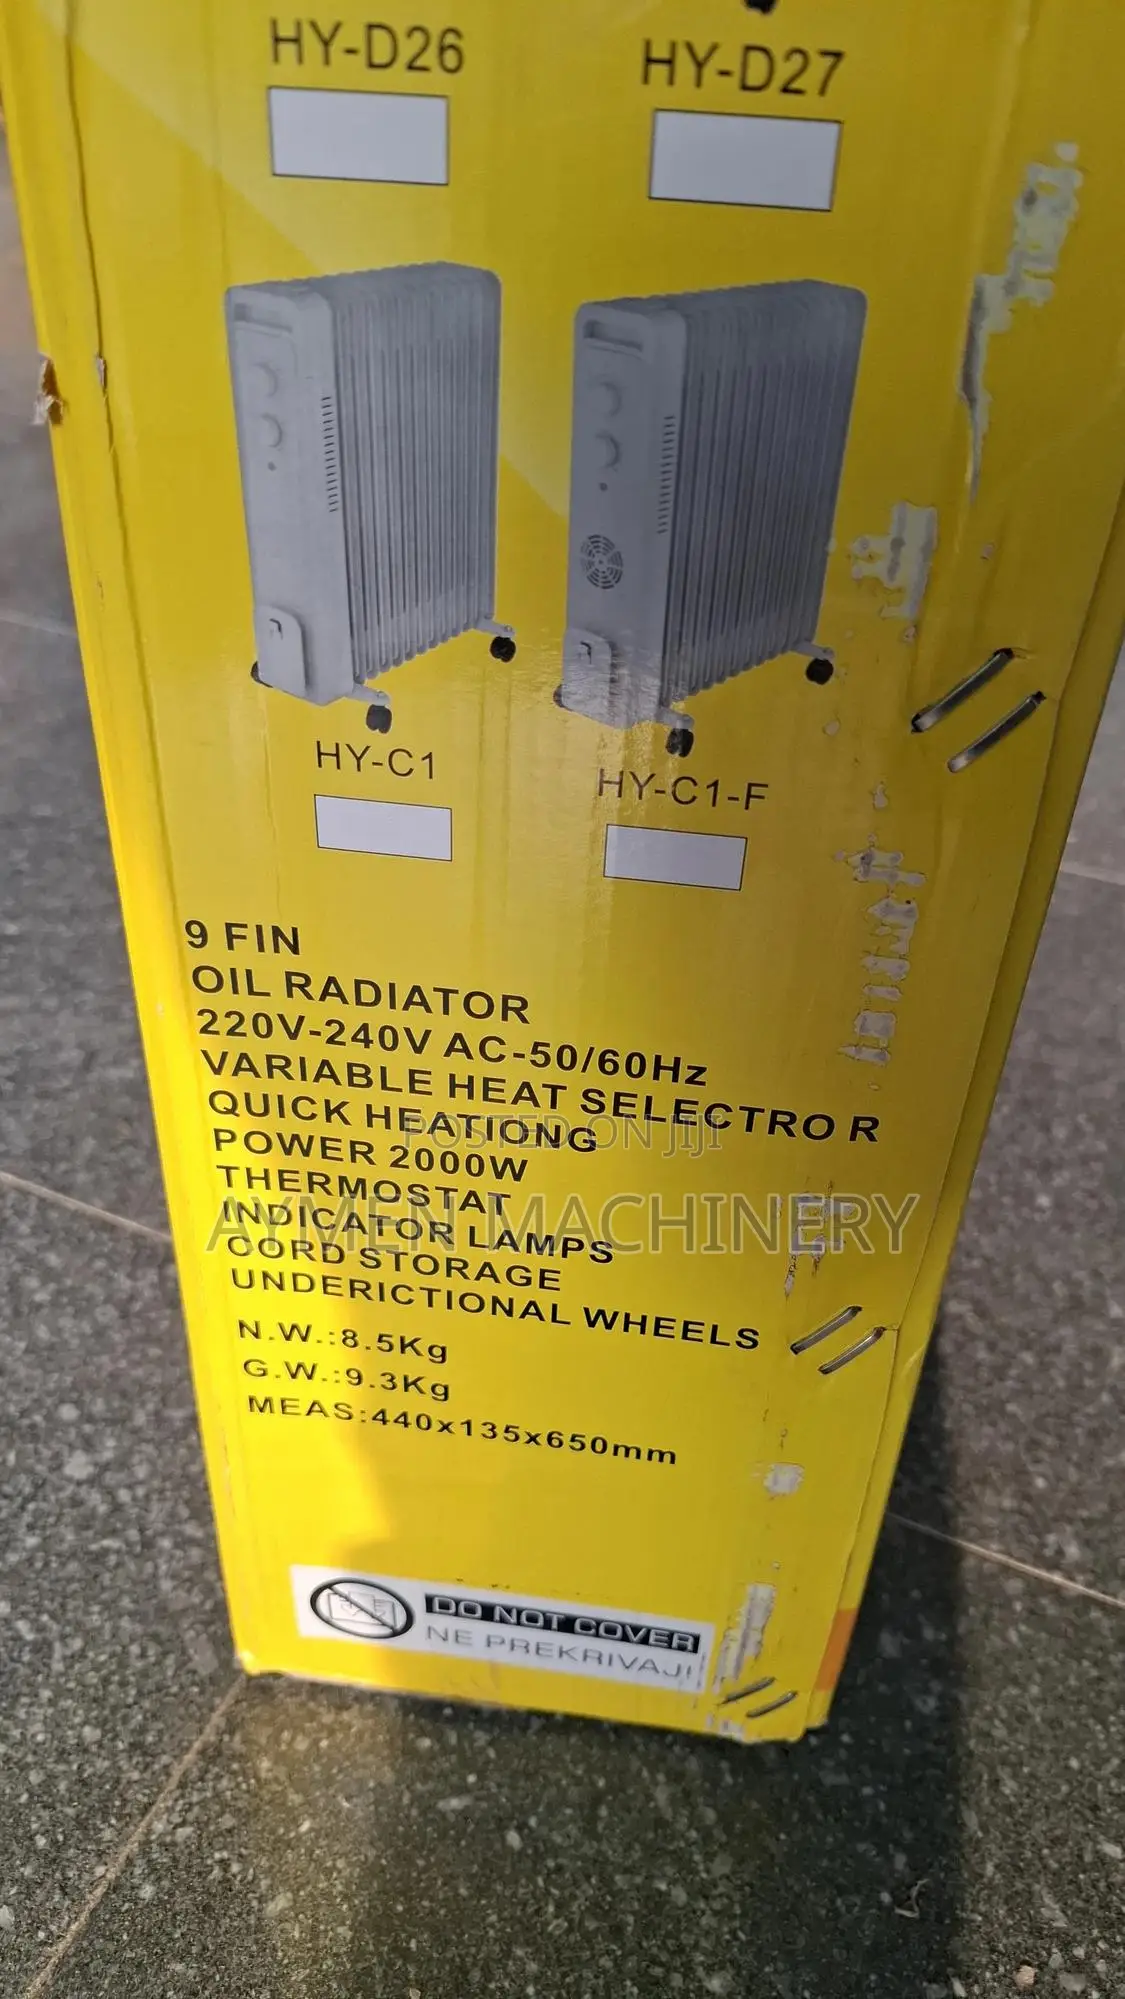 HY-D26
HY-D27
HY-C1
HY-C1-F
9 FIN
OIL RADIATOR
220V-240V AC-50/60Hz
VARIABLE HEAT SELECTRO R
QUICK HEATIONG
POSTED ON JIJI
POWER 2000W
THERMOSTAT
AYMEN MACHINERY
INDICATOR LAMPS
CORD STORAGE
UNDERICTIONAL WHEELS
N.W.:8.5Kg
G.W.:9.3Kg
MEAS:440x135x650mm
DO NOT COVER
NE PREKRIVAJ!